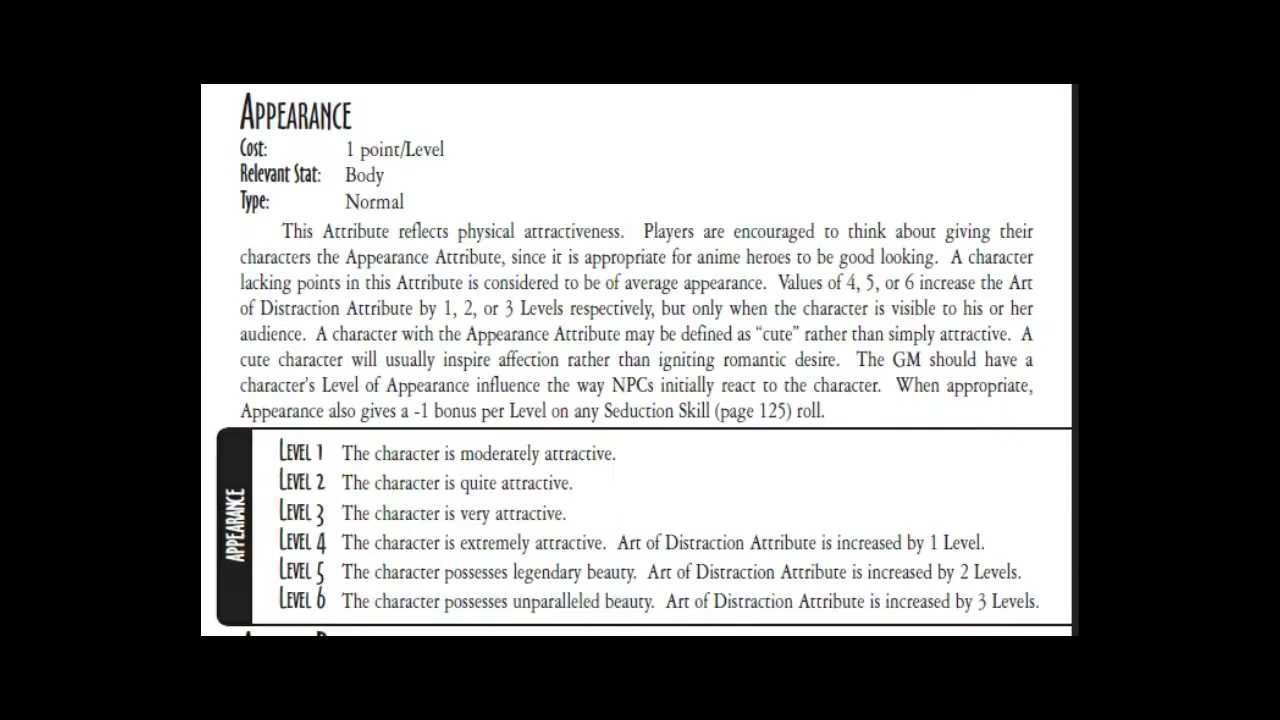 APPEARANCE
Cost: 1 point/Level
Relevant Stat: Body
Type: Normal
This Attribute reflects physical attractiveness. Players are encouraged to think about giving their
characters the Appearance Attribute, since it is appropriate for anime heroes to be good looking. A character
lacking points in this Attribute is considered to be of average appearance. Values of 4, 5, or 6 increase the Art
of Distraction Attribute by 1, 2, or 3 Levels respectively, but only when the character is visible to his or her
audience. A character with the Appearance Attribute may be defined as “cute” rather than simply attractive. A
cute character will usually inspire affection rather than igniting romantic desire. The GM should have a
character's Level of Appearance influence the way NPCs initially react to the character. When appropriate,
Appearance also gives a -1 bonus per Level on any Seduction Skill (page 125) roll.
APPEARANCE
LEVEL 1 The character is moderately attractive.
LEVEL 2 The character is quite attractive.
LEVEL 3 The character is very attractive.
LEVEL 4 The character is extremely attractive. Art of Distraction Attribute is increased by 1 Level.
LEVEL 5 The character possesses legendary beauty. Art of Distraction Attribute is increased by 2 Levels.
LEVEL 6 The character possesses unparalleled beauty. Art of Distraction Attribute is increased by 3 Levels.